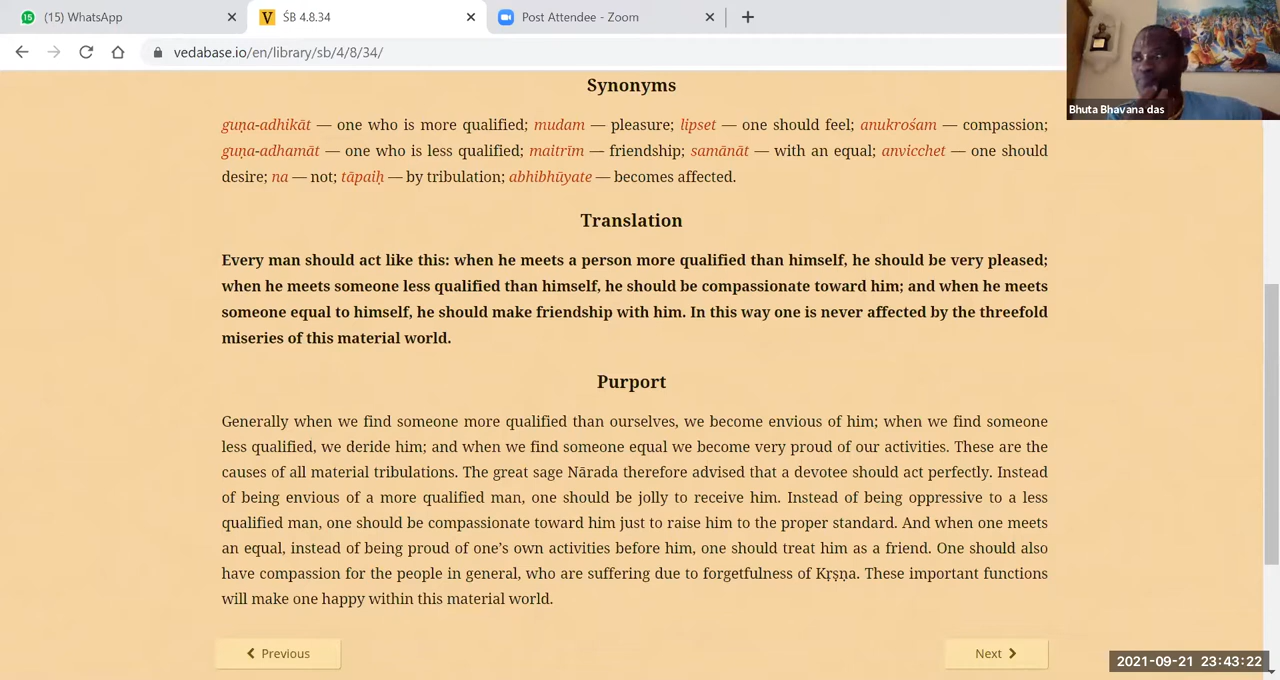 15 (15) WhatsApp
V ŚB 4.8.34
Post Attendee - Zoom
vedabase.io/en/library/sb/4/8/34/
Bhuta Bhavana das
Synonyms
guṇa-adhikāt — one who is more qualified; mudam — pleasure; lipset — one should feel; anukrośam — compassion;
guṇa-adhamāt — one who is less qualified; maitrīm — friendship; samānāt — with an equal; anvicchet — one should
desire; na — not; tāpaiḥ — by tribulation; abhibhūyate — becomes affected.
Translation
Every man should act like this: when he meets a person more qualified than himself, he should be very pleased;
when he meets someone less qualified than himself, he should be compassionate toward him; and when he meets
someone equal to himself, he should make friendship with him. In this way one is never affected by the threefold
miseries of this material world.
Purport
Generally when we find someone more qualified than ourselves, we become envious of him; when we find someone
less qualified, we deride him; and when we find someone equal we become very proud of our activities. These are the
causes of all material tribulations. The great sage Nārada therefore advised that a devotee should act perfectly. Instead
of being envious of a more qualified man, one should be jolly to receive him. Instead of being oppressive to a less
qualified man, one should be compassionate toward him just to raise him to the proper standard. And when one meets
an equal, instead of being proud of one's own activities before him, one should treat him as a friend. One should also
have compassion for the people in general, who are suffering due to forgetfulness of Kṛṣṇa. These important functions
will make one happy within this material world.
Previous
Next
2021-09-21 23:43:22